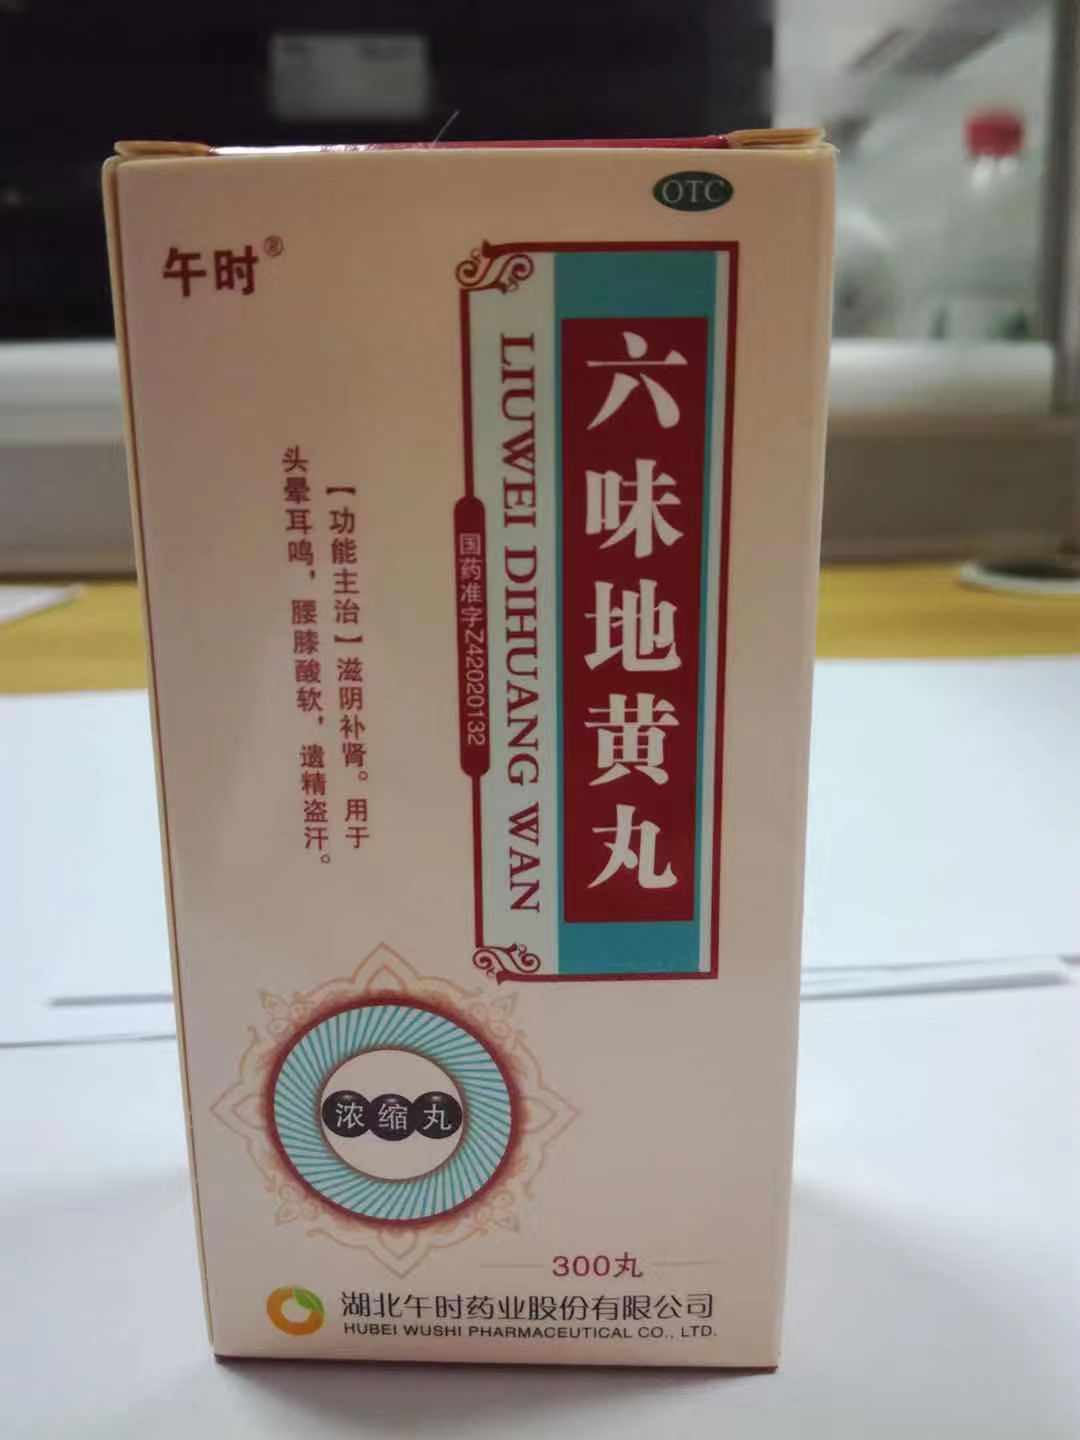 OTC
午时®
六味地黄丸
LIUWEI DIHUANG WAN
国药准字Z42020132
【功能主治】滋阴补肾。用于
头晕耳鸣，腰膝酸软，遗精盗汗。
浓缩丸
300丸
湖北午时药业股份有限公司
HUBEI WUSHI PHARMACEUTICAL CO., LTD.